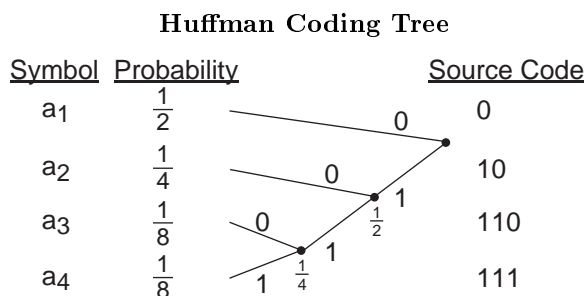 Huffman Coding Tree
Symbol Probability Source Code
a1 1/2 0 0
a2 1/4 0 1 10
a3 1/8 0 1/2 110
a4 1/8 1 1/4 1 111